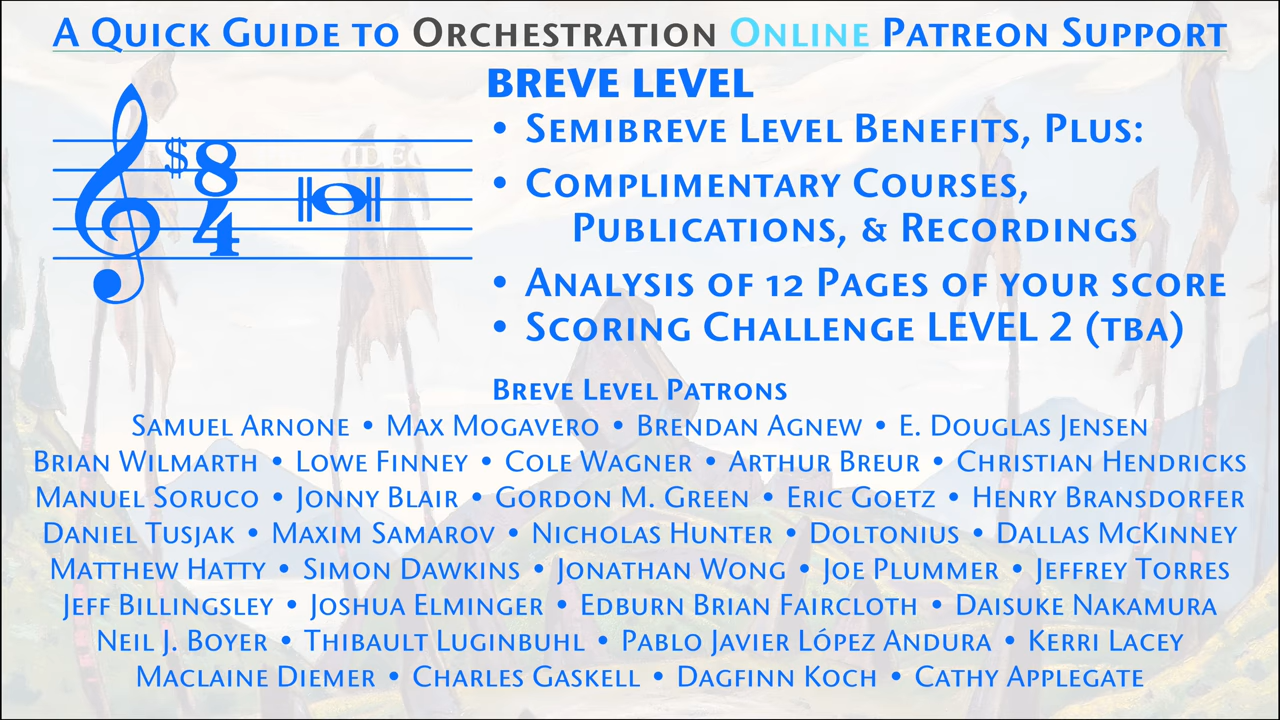 A Quick Guide to Orchestration Online Patreon Support
BREVE LEVEL
$ 8
4
• Semibreve Level Benefits, Plus:
• Complimentary Courses,
Publications, & Recordings
• Analysis of 12 Pages of your score
• Scoring Challenge LEVEL 2 (tba)
Breve Level Patrons
Samuel Arnone • Max Mogavero • Brendan Agnew • E. Douglas Jensen
Brian Wilmarth • Lowe Finney • Cole Wagner • Arthur Breur • Christian Hendricks
Manuel Soruco • Jonny Blair • Gordon M. Green • Eric Goetz • Henry Bransdorfer
Daniel Tusjak • Maxim Samarov • Nicholas Hunter • Doltonius • Dallas McKinney
Matthew Hatty • Simon Dawkins • Jonathan Wong • Joe Plummer • Jeffrey Torres
Jeff Billingsley • Joshua Elminger • Edburn Brian Faircloth • Daisuke Nakamura
Neil J. Boyer • Thibault Luginbuhl • Pablo Javier López Andura • Kerri Lacey
Maclaine Diemer • Charles Gaskell • Dagfinn Koch • Cathy Applegate